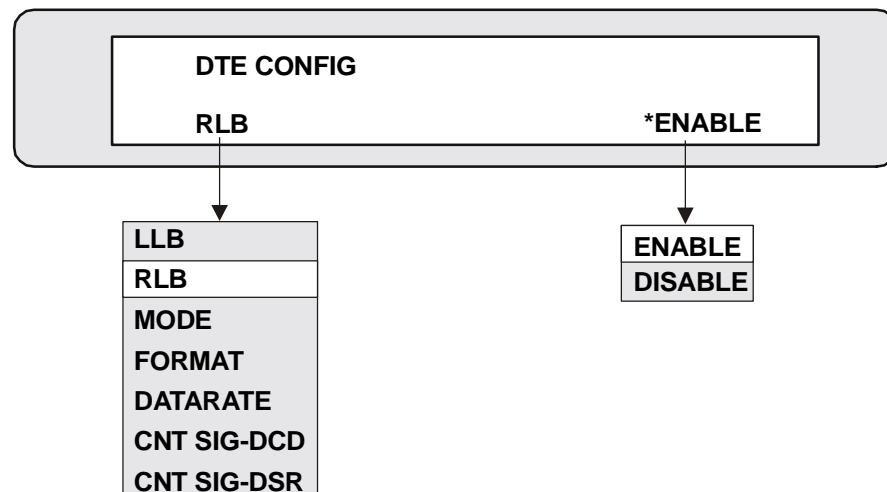 DTE CONFIG
RLB *ENABLE
LLB
RLB
MODE
FORMAT
DATARATE
CNT SIG-DCD
CNT SIG-DSR
ENABLE
DISABLE